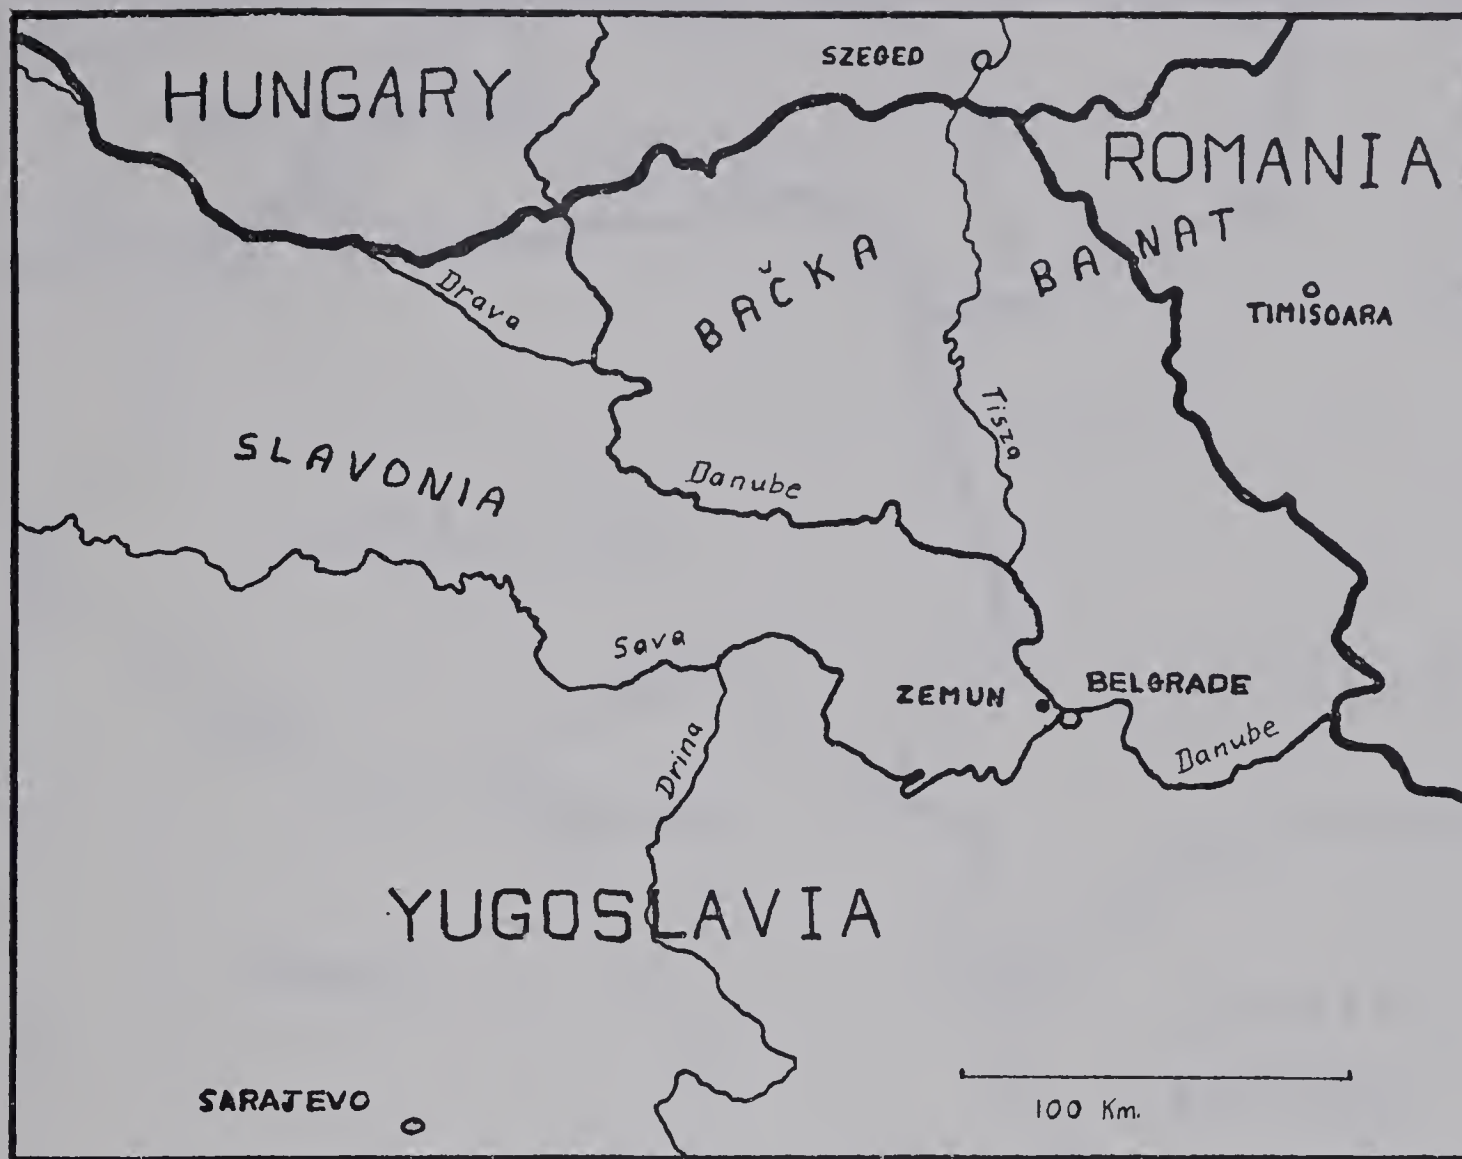 SZEGED
HUNGARY
ROMANIA
BAČKA
BANAT
Drava
TIMISOARA
Tisza
SLAVONIA
Danube
Sava
ZEMUN
BELGRADE
Drina
Danube
YUGOSLAVIA
SARAJEVO
100 Km.